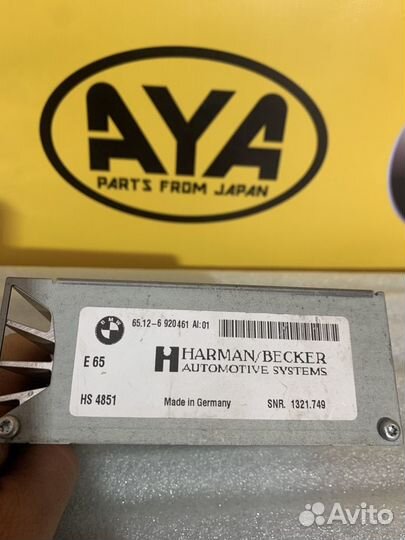 AYA
PARTS FROM JAPAN
BMW
65.12-6 920461 AI:01
E 65
HARMAN/BECKER
AUTOMOTIVE SYSTEMS
HS 4851
Made in Germany
SNR. 1321.749
Avito